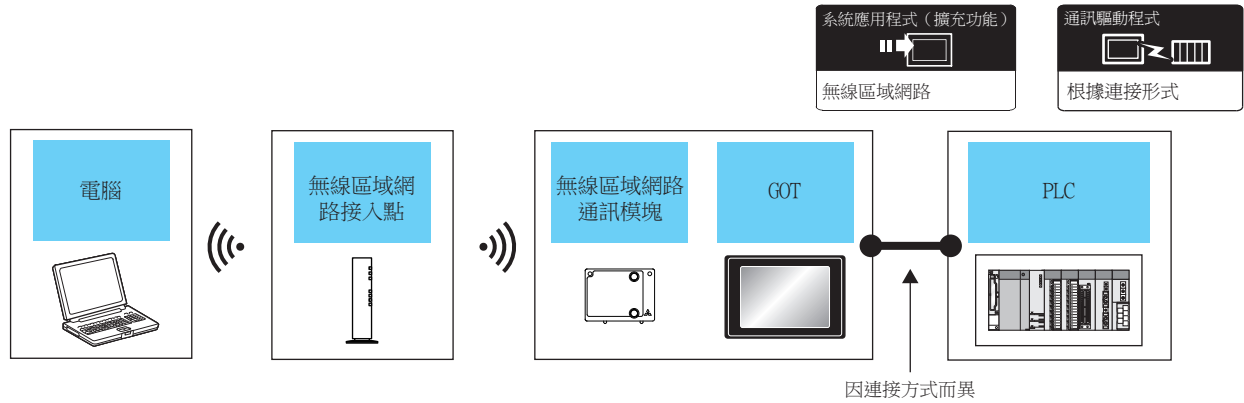 系統應用程式（擴充功能）
無線區域網路
通訊驅動程式
根據連接形式
電腦
無線區域網
路接入點
無線區域網路
通訊模塊
GOT
PLC
因連接方式而異